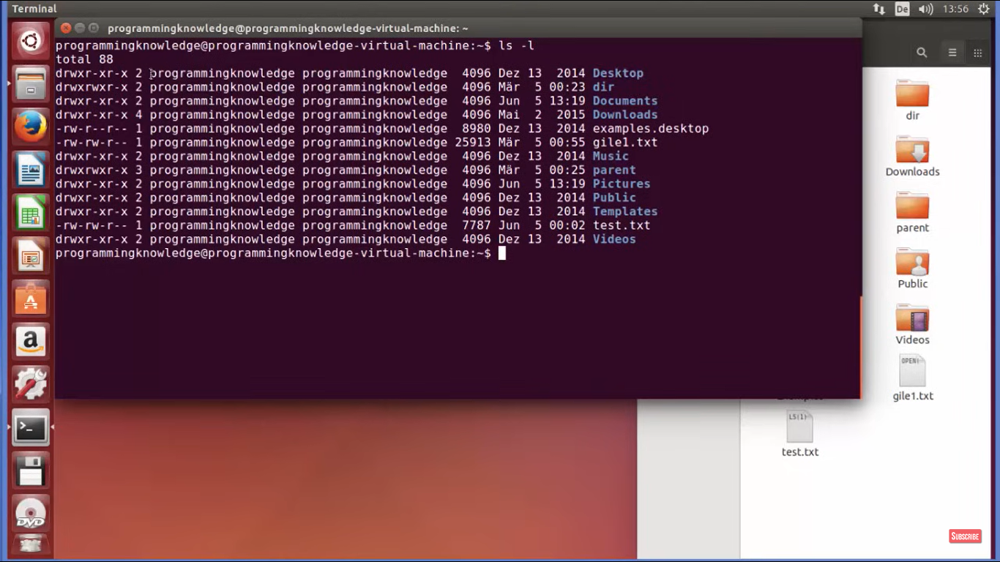 Terminal
De
13:56
programmingknowledge@programmingknowledge-virtual-machine: ~
programmingknowledge@programmingknowledge-virtual-machine:~$ ls -l
total 88
drwxr-xr-x 2 programmingknowledge programmingknowledge  4096 Dez 13  2014 Desktop
drwxrwxr-x 2 programmingknowledge programmingknowledge  4096 Mär  5 00:23 dir
drwxr-xr-x 2 programmingknowledge programmingknowledge  4096 Jun  5 13:19 Documents
drwxr-xr-x 4 programmingknowledge programmingknowledge  4096 Mai  2  2015 Downloads
-rw-r--r-- 1 programmingknowledge programmingknowledge  8980 Dez 13  2014 examples.desktop
-rw-rw-r-- 1 programmingknowledge programmingknowledge 25913 Mär  5 00:55 gile1.txt
drwxr-xr-x 2 programmingknowledge programmingknowledge  4096 Dez 13  2014 Music
drwxrwxr-x 3 programmingknowledge programmingknowledge  4096 Mär  5 00:25 parent
drwxr-xr-x 2 programmingknowledge programmingknowledge  4096 Jun  5 13:19 Pictures
drwxr-xr-x 2 programmingknowledge programmingknowledge  4096 Dez 13  2014 Public
drwxr-xr-x 2 programmingknowledge programmingknowledge  4096 Dez 13  2014 Templates
-rw-rw-r-- 1 programmingknowledge programmingknowledge  7787 Jun  5 00:02 test.txt
drwxr-xr-x 2 programmingknowledge programmingknowledge  4096 Dez 13  2014 Videos
programmingknowledge@programmingknowledge-virtual-machine:~$
dir
Downloads
parent
Public
Videos
OPEN(
gile1.txt
LS(1)
test.txt
DVD
SUBSCRIBE